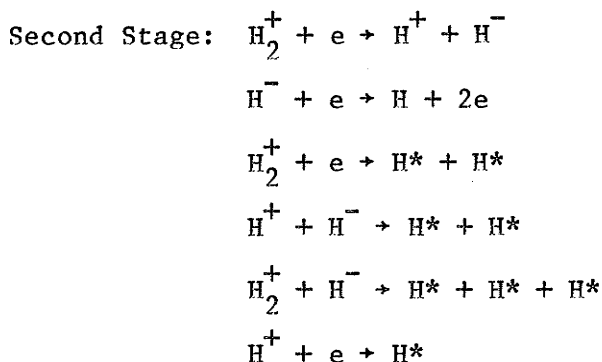 Second Stage: H₂⁺ + e → H⁺ + H⁻
H⁻ + e → H + 2e
H₂⁺ + e → H* + H*
H⁺ + H⁻ → H* + H*
H₂⁺ + H⁻ → H* + H* + H*
H⁺ + e → H*